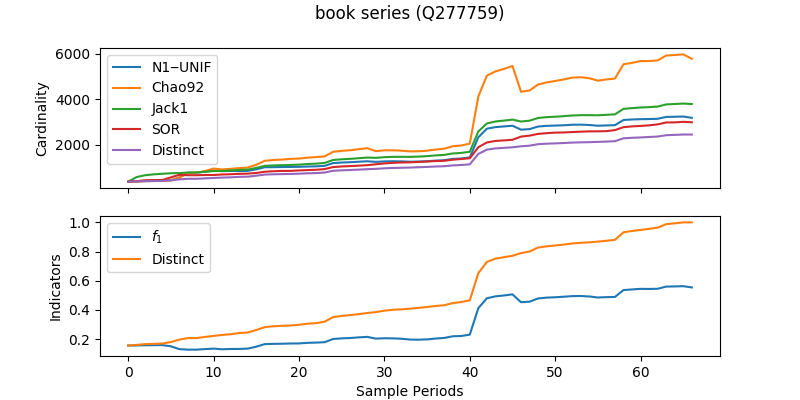 book series (Q277759)
Cardinality
6000
4000
2000
N1‒UNIF
Chao92
Jack1
SOR
Distinct
Indicators
1.0
0.8
0.6
0.4
0.2
f₁
Distinct
0 10 20 30 40 50 60
Sample Periods